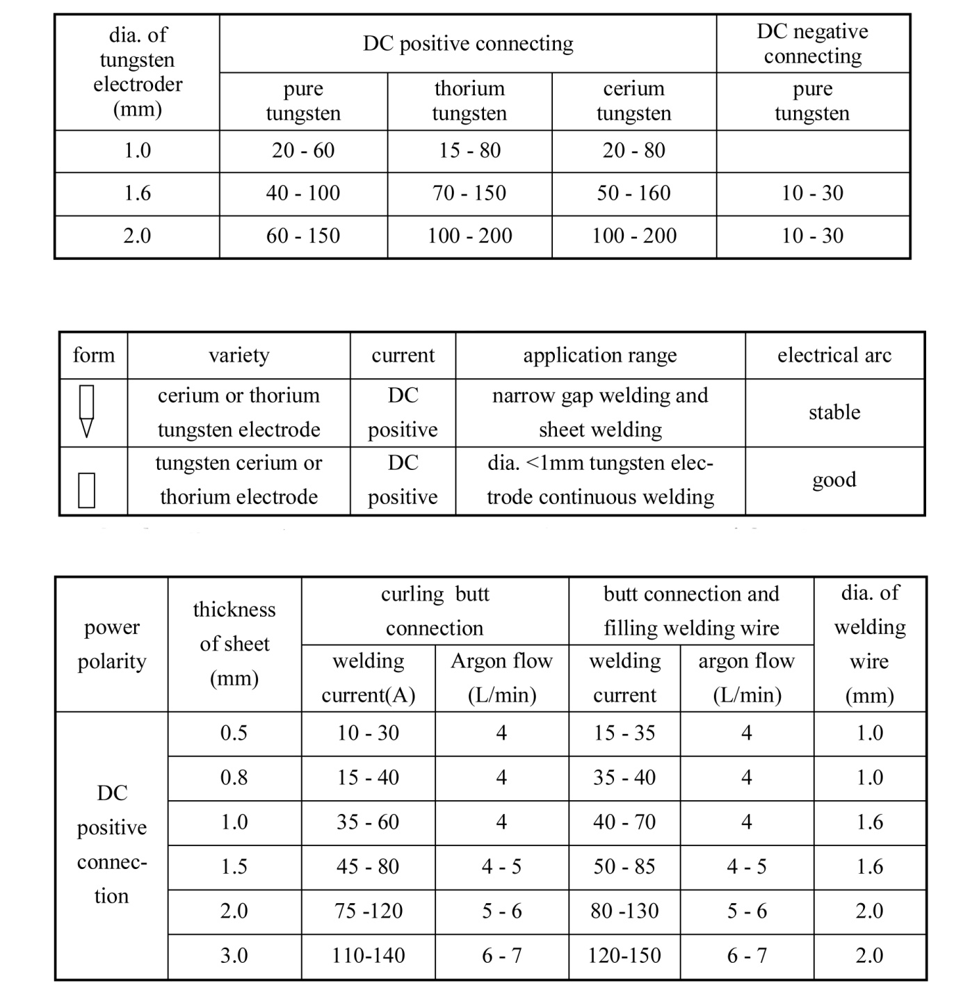 dia. of
tungsten
electroder
(mm)
DC positive connecting
DC negative
connecting
pure
tungsten
thorium
tungsten
cerium
tungsten
pure
tungsten
1.0
20 - 60
15 - 80
20 - 80
1.6
40 - 100
70 - 150
50 - 160
10 - 30
2.0
60 - 150
100 - 200
100 - 200
10 - 30
form
variety
current
application range
electrical arc
cerium or thorium
tungsten electrode
DC
positive
narrow gap welding and
sheet welding
stable
tungsten cerium or
thorium electrode
DC
positive
dia. <1mm tungsten elec-
trode continuous welding
good
power
polarity
thickness
of sheet
(mm)
curling butt
connection
butt connection and
filling welding wire
dia. of
welding
wire
(mm)
welding
current(A)
Argon flow
(L/min)
welding
current
argon flow
(L/min)
DC
positive
connec-
tion
0.5
10 - 30
4
15 - 35
4
1.0
0.8
15 - 40
4
35 - 40
4
1.0
1.0
35 - 60
4
40 - 70
4
1.6
1.5
45 - 80
4 - 5
50 - 85
4 - 5
1.6
2.0
75 -120
5 - 6
80 -130
5 - 6
2.0
3.0
110-140
6 - 7
120-150
6 - 7
2.0